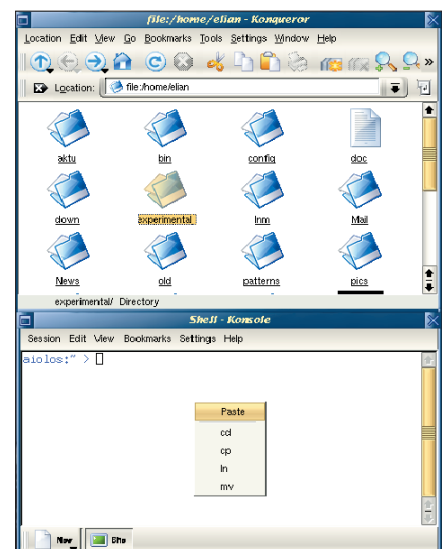 file:/home/elian - Konqueror
Location Edit View Go Bookmarks Tools Settings Window Help
Location: file:/home/elian
aktu bin config doc
down experimental lnm Mail
News old patterns pics
experimental/ Directory
Shell - Konsole
Session Edit View Bookmarks Settings Help
aiolos:~ >
Paste
cd
cp
ln
mv
New She